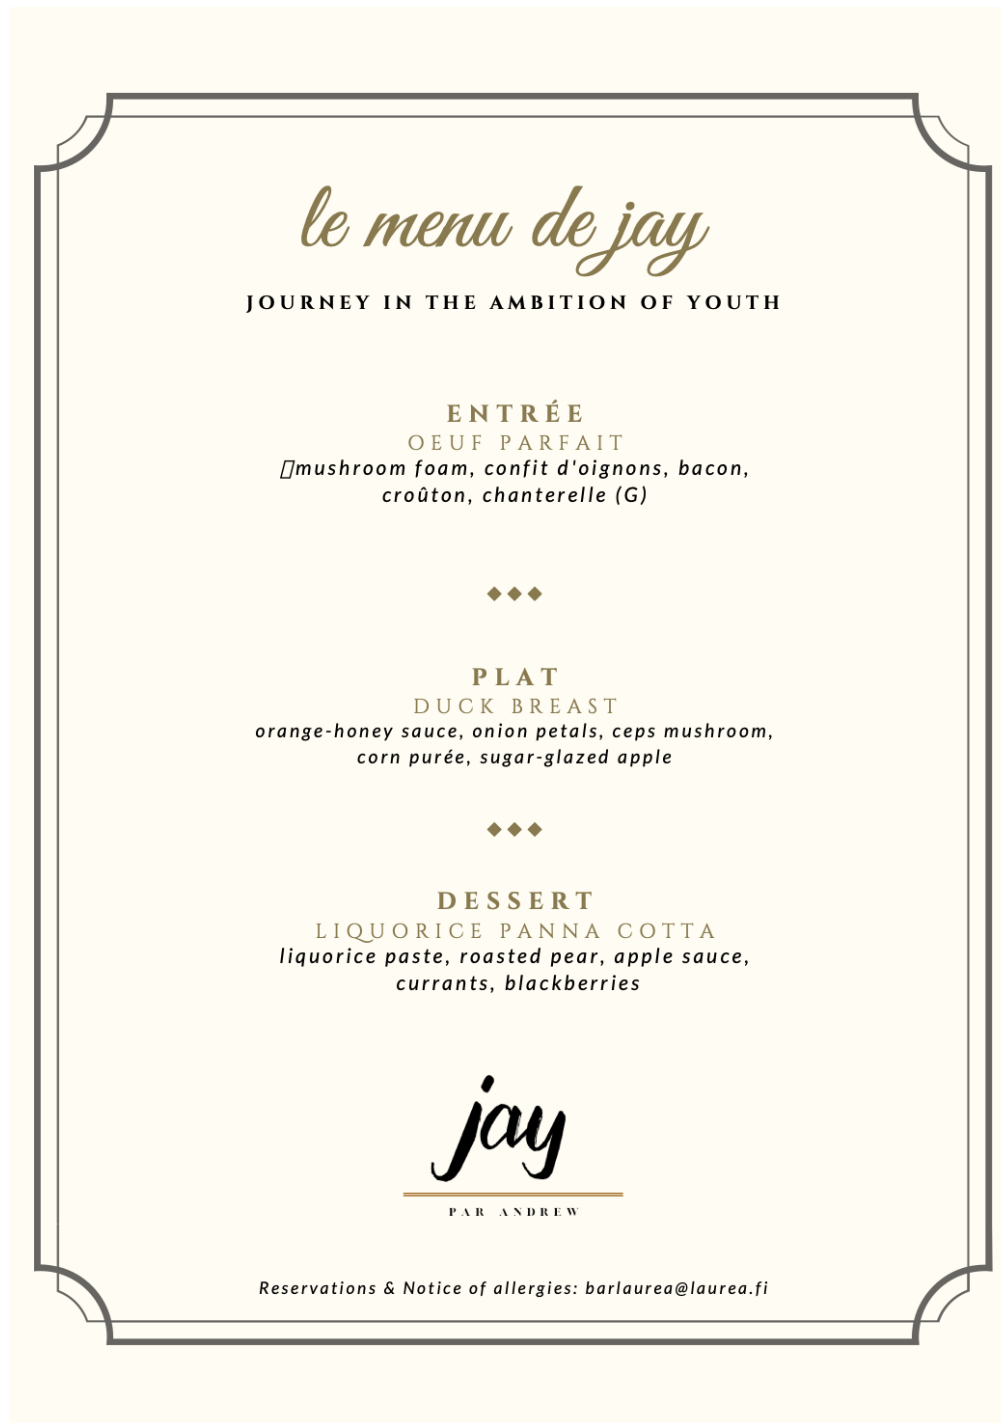 le menu de jay
JOURNEY IN THE AMBITION OF YOUTH
ENTRÉE
OEUF PARFAIT
mushroom foam, confit d'oignons, bacon,
croûton, chanterelle (G)
PLAT
DUCK BREAST
orange-honey sauce, onion petals, ceps mushroom,
corn purée, sugar-glazed apple
DESSERT
LIQUORICE PANNA COTTA
liquorice paste, roasted pear, apple sauce,
currants, blackberries
jay
PAR ANDREW
Reservations & Notice of allergies: barlaurea@laurea.fi